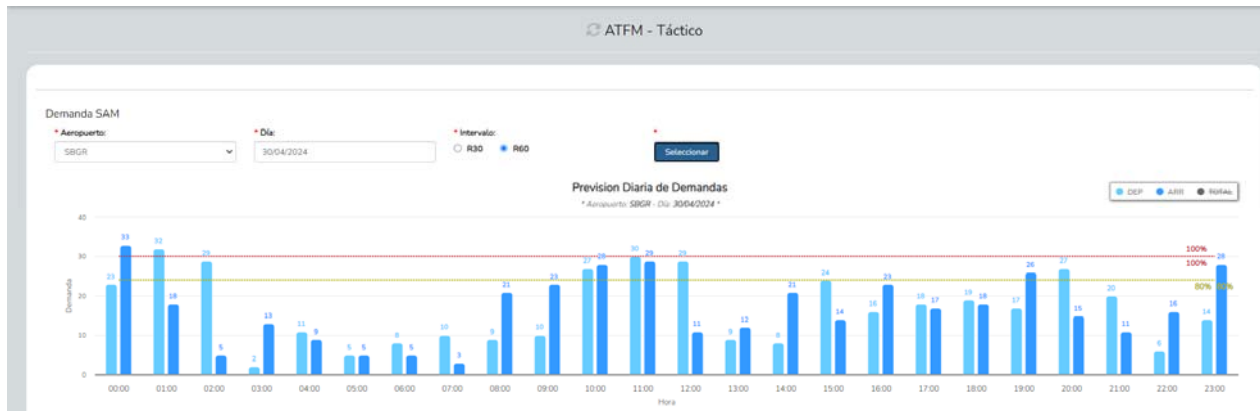 ATFM - Táctico
Demanda SAM
* Aeropuerto:
SBGR
* Día:
30/04/2024
* Intervalo:
R30
R60
*
Seleccionar
Prevision Diaria de Demandas
* Aeropuerto: SBGR - Día: 30/04/2024 *
DEP ARR TOTAL
Demanda
40
30
20
10
0
23 33
32 18
29 5
2 13
11 9
5 5
8 5
10 3
9 21
10 23
27 28
30 29
29 11
9 12
8 21
24 14
16 23
18 17
19 18
17 26
27 15
20 11
6 16
14 28
100%
100%
80% 80%
00:00 01:00 02:00 03:00 04:00 05:00 06:00 07:00 08:00 09:00 10:00 11:00 12:00 13:00 14:00 15:00 16:00 17:00 18:00 19:00 20:00 21:00 22:00 23:00
Hora